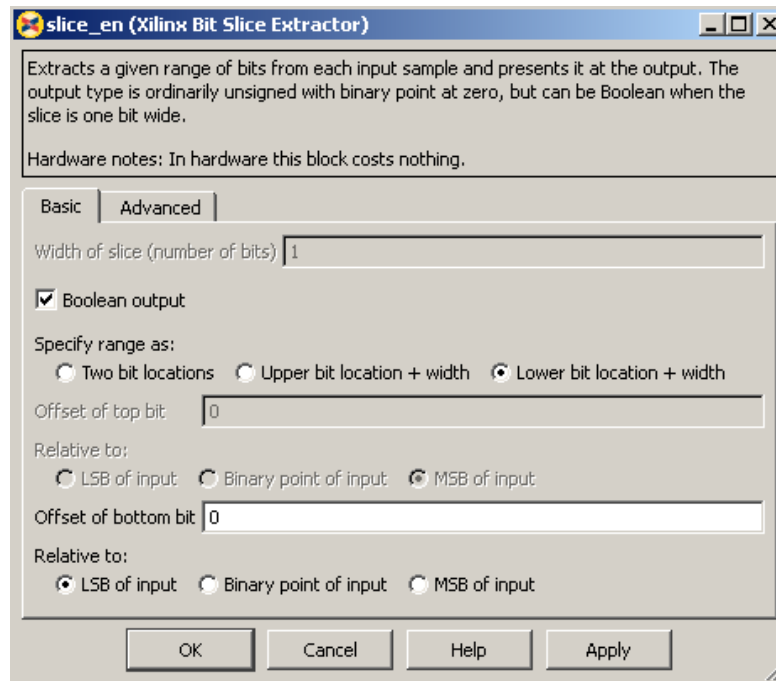 slice_en (Xilinx Bit Slice Extractor)
Extracts a given range of bits from each input sample and presents it at the output. The
output type is ordinarily unsigned with binary point at zero, but can be Boolean when the
slice is one bit wide.
Hardware notes: In hardware this block costs nothing.
Basic Advanced
Width of slice (number of bits) 1
Boolean output
Specify range as:
Two bit locations Upper bit location + width Lower bit location + width
Offset of top bit 0
Relative to:
LSB of input Binary point of input MSB of input
Offset of bottom bit 0
Relative to:
LSB of input Binary point of input MSB of input
OK Cancel Help Apply